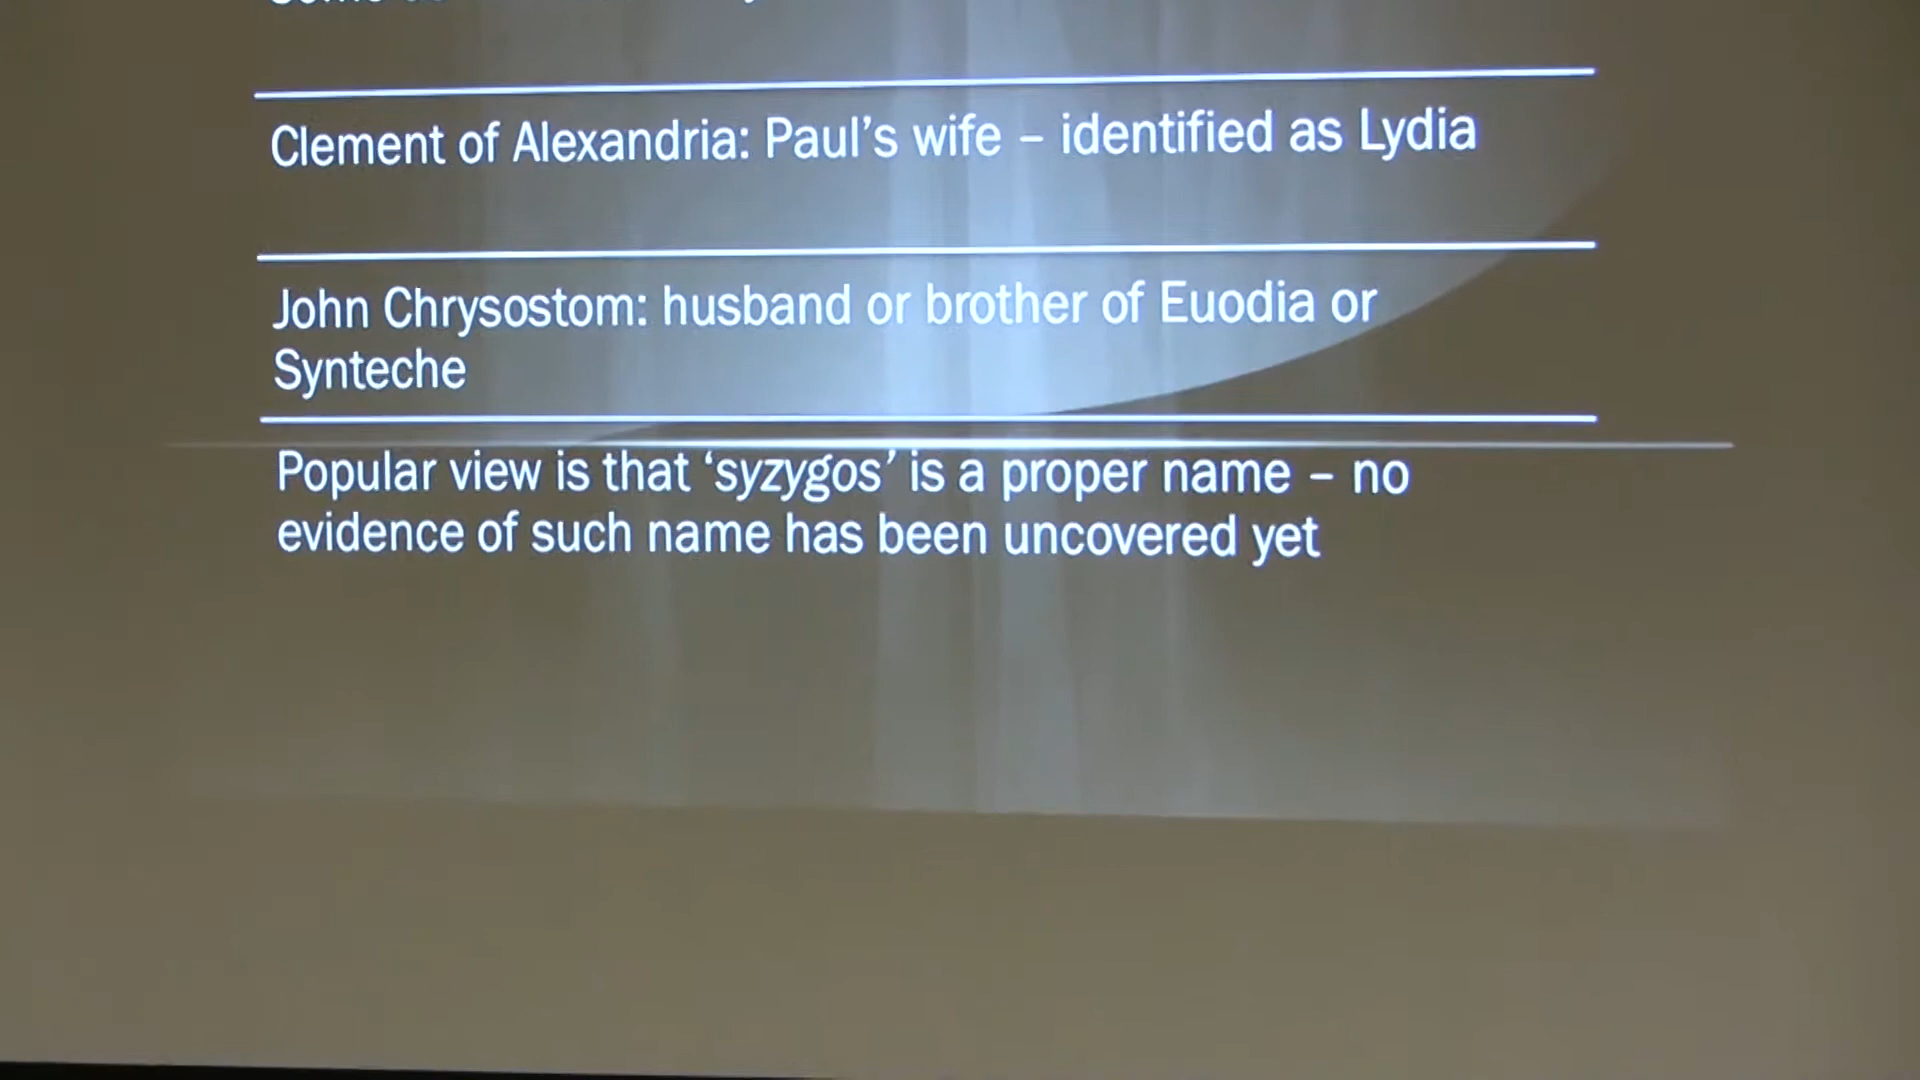 Clement of Alexandria: Paul's wife – identified as Lydia
John Chrysostom: husband or brother of Euodia or
Synteche
Popular view is that ‘syzygos’ is a proper name – no
evidence of such name has been uncovered yet